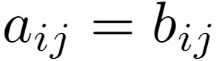 a_{ij} = b_{ij}